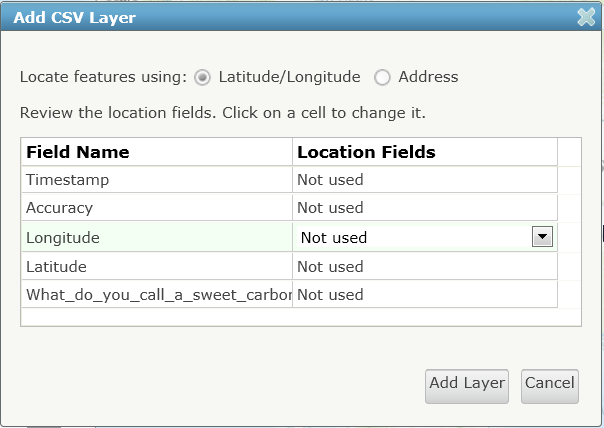 Add CSV Layer
Locate features using: Latitude/Longitude Address
Review the location fields. Click on a cell to change it.
Field Name Location Fields
Timestamp Not used
Accuracy Not used
Longitude Not used
Latitude Not used
What_do_you_call_a_sweet_carbor Not used
Add Layer Cancel